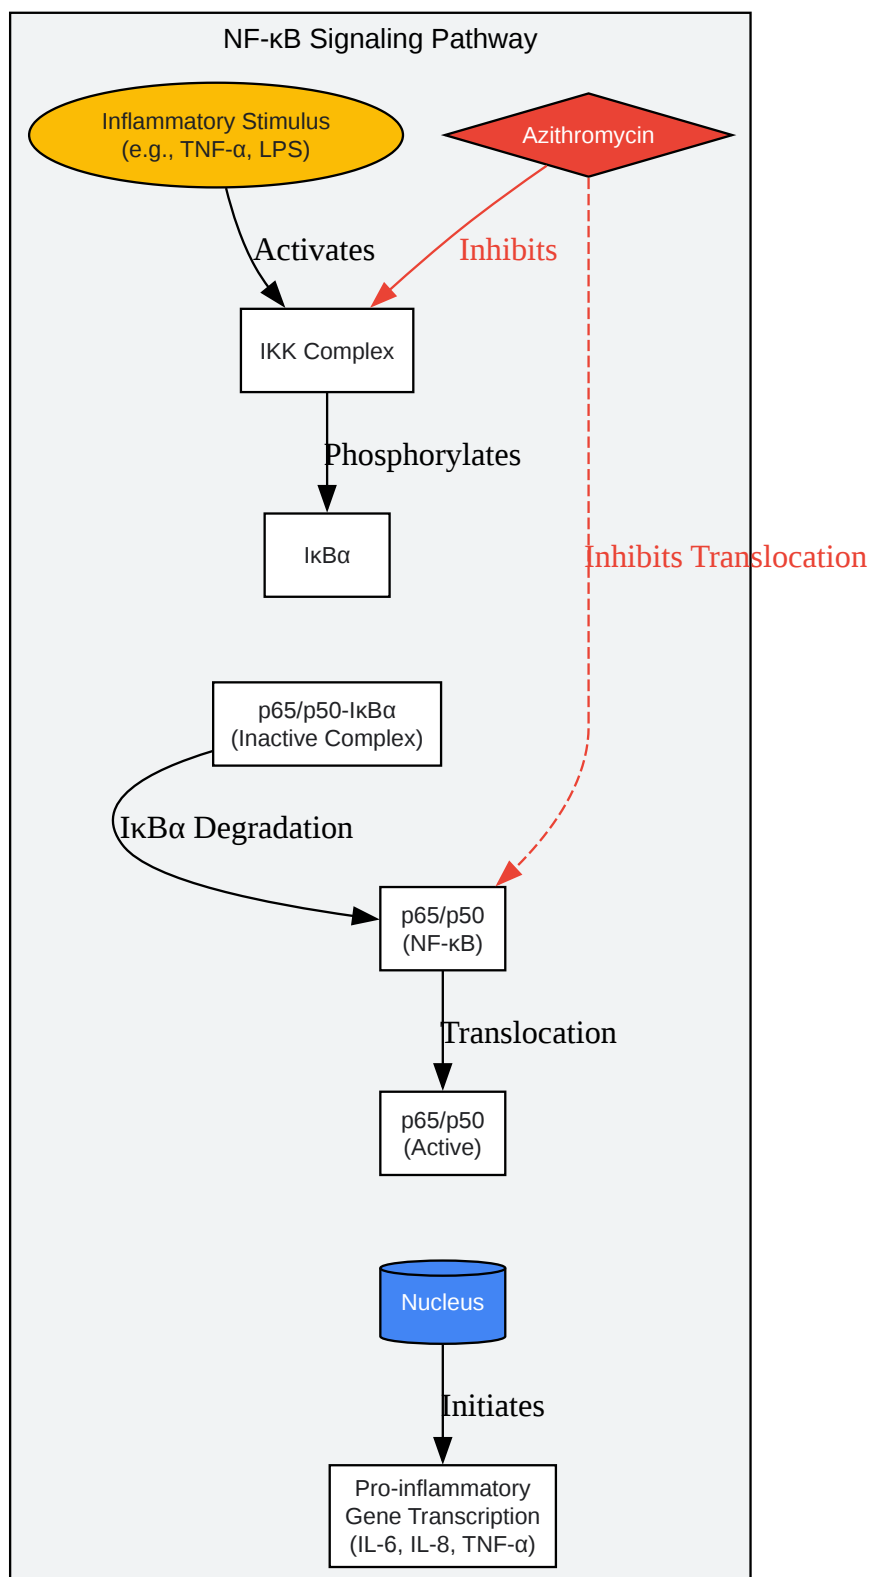 NF-κB Signaling Pathway
Inflammatory Stimulus
(e.g., TNF-α, LPS)
Azithromycin
Activates
Inhibits
IKK Complex
Phosphorylates
IκBα
Inhibits Translocation
p65/p50-IκBα
(Inactive Complex)
IκBα Degradation
p65/p50
(NF-κB)
Translocation
p65/p50
(Active)
Nucleus
Initiates
Pro-inflammatory
Gene Transcription
(IL-6, IL-8, TNF-α)